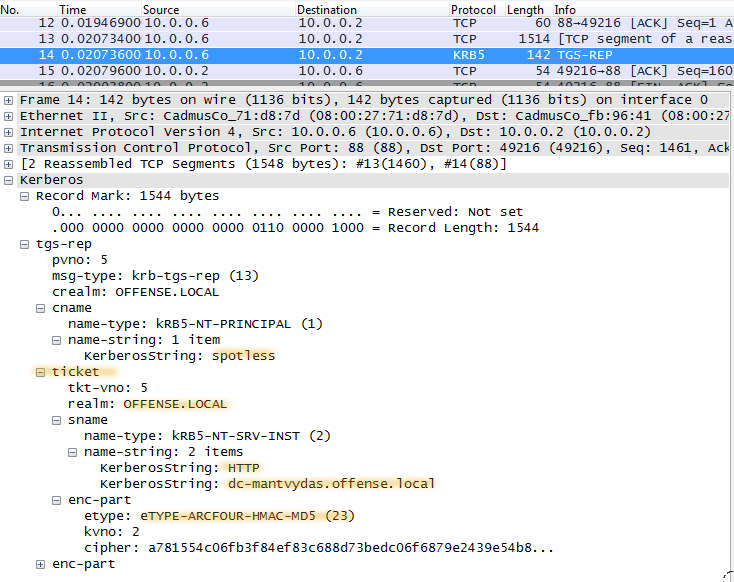 No. Time Source Destination Protocol Length Info
12 0.01946900 10.0.0.6 10.0.0.2 TCP 60 88→49216 [ACK] Seq=1 A
13 0.02073400 10.0.0.6 10.0.0.2 TCP 1514 [TCP segment of a reas
14 0.02073600 10.0.0.6 10.0.0.2 KRB5 142 TGS-REP
15 0.02079600 10.0.0.2 10.0.0.6 TCP 54 49216→88 [ACK] Seq=160
Frame 14: 142 bytes on wire (1136 bits), 142 bytes captured (1136 bits) on interface 0
Ethernet II, Src: CadmusCo_71:d8:7d (08:00:27:71:d8:7d), Dst: CadmusCo_fb:96:41 (08:00:27
Internet Protocol Version 4, Src: 10.0.0.6 (10.0.0.6), Dst: 10.0.0.2 (10.0.0.2)
Transmission Control Protocol, Src Port: 88 (88), Dst Port: 49216 (49216), Seq: 1461, Ack
[2 Reassembled TCP Segments (1548 bytes): #13(1460), #14(88)]
Kerberos
Record Mark: 1544 bytes
0... .... .... .... .... .... .... .... = Reserved: Not set
.000 0000 0000 0000 0000 0110 0000 1000 = Record Length: 1544
tgs-rep
pvno: 5
msg-type: krb-tgs-rep (13)
crealm: OFFENSE.LOCAL
cname
name-type: kRB5-NT-PRINCIPAL (1)
name-string: 1 item
KerberosString: spotless
ticket
tkt-vno: 5
realm: OFFENSE.LOCAL
sname
name-type: kRB5-NT-SRV-INST (2)
name-string: 2 items
KerberosString: HTTP
KerberosString: dc-mantvydas.offense.local
enc-part
etype: eTYPE-ARCFOUR-HMAC-MD5 (23)
kvno: 2
cipher: a781554c06fb3f84ef83c688d73bedc06f6879e2439e54b8...
enc-part